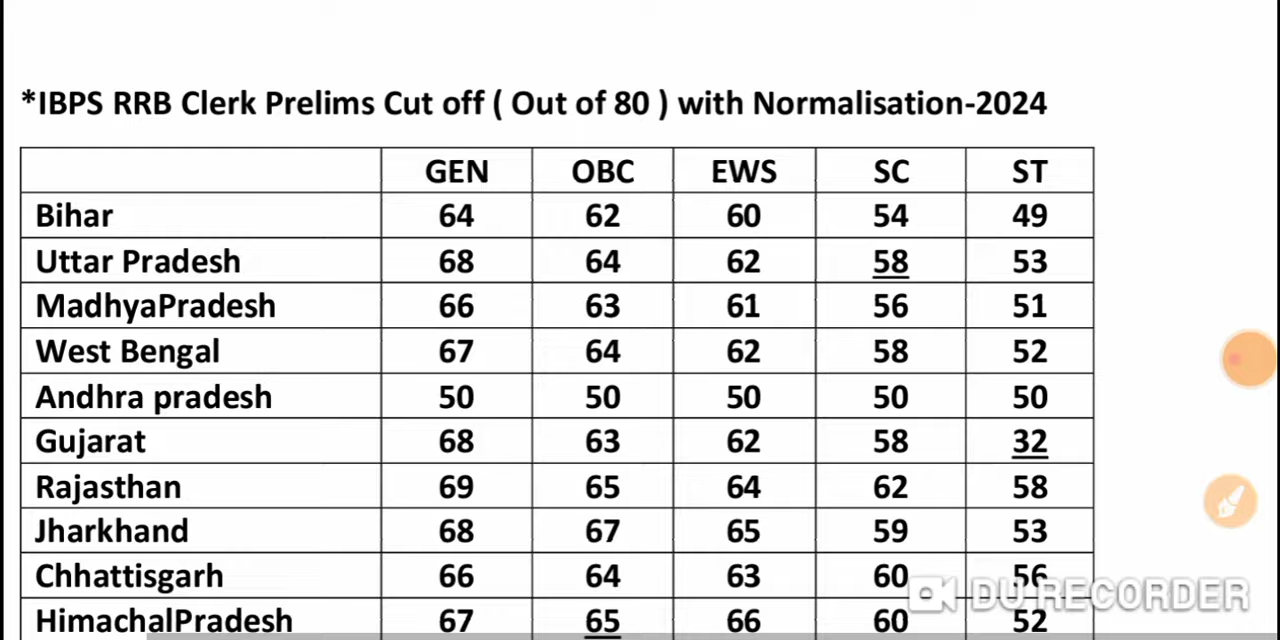 *IBPS RRB Clerk Prelims Cut off ( Out of 80 ) with Normalisation-2024
GEN OBC EWS SC ST
Bihar 64 62 60 54 49
Uttar Pradesh 68 64 62 58 53
MadhyaPradesh 66 63 61 56 51
West Bengal 67 64 62 58 52
Andhra pradesh 50 50 50 50 50
Gujarat 68 63 62 58 32
Rajasthan 69 65 64 62 58
Jharkhand 68 67 65 59 53
Chhattisgarh 66 64 63 60 56
DU RECORDER
HimachalPradesh 67 65 66 60 52